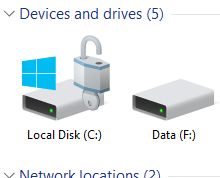 Devices and drives (5)
Local Disk (C:)
Data (F:)
Network locations (2)